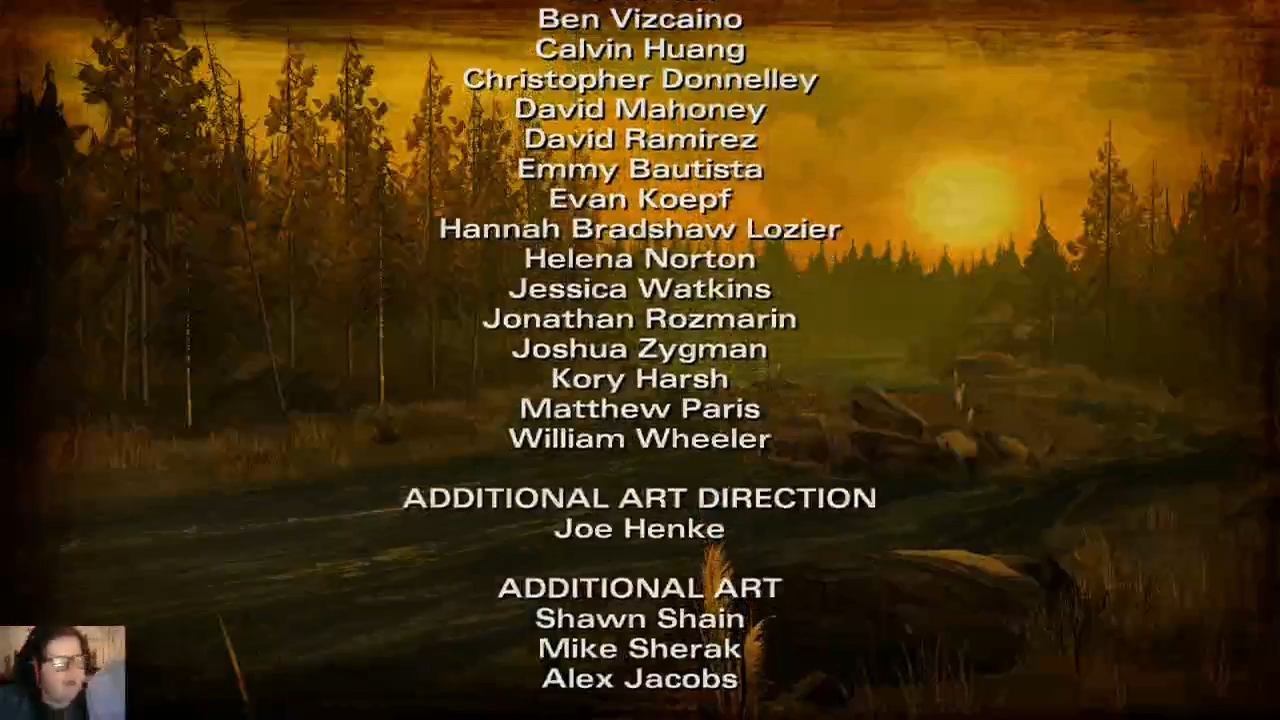 Ben Vizcaino
Calvin Huang
Christopher Donnelley
David Mahoney
David Ramirez
Emmy Bautista
Evan Koepf
Hannah Bradshaw Lozier
Helena Norton
Jessica Watkins
Jonathan Rozmarin
Joshua Zygman
Kory Harsh
Matthew Paris
William Wheeler
ADDITIONAL ART DIRECTION
Joe Henke
ADDITIONAL ART
Shawn Shain
Mike Sherak
Alex Jacobs